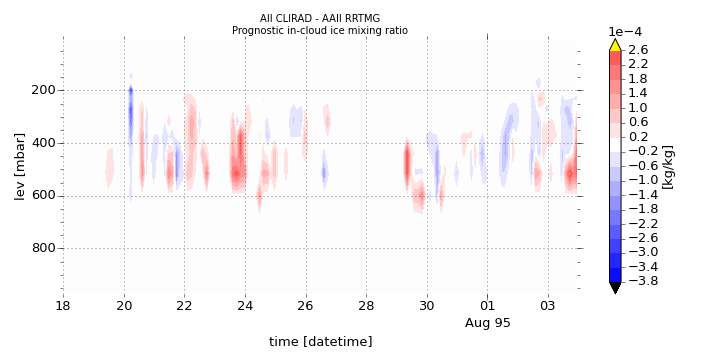 All CLIRAD - AAII RRTMG
Prognostic in-cloud ice mixing ratio
1e−4
2.6
2.2
1.8
1.4
1.0
0.6
0.2
−0.2
−0.6
−1.0
−1.4
−1.8
−2.2
−2.6
−3.0
−3.4
−3.8
[kg/kg]
lev [mbar]
200
400
600
800
18 20 22 24 26 28 30 01 03
Aug 95
time [datetime]